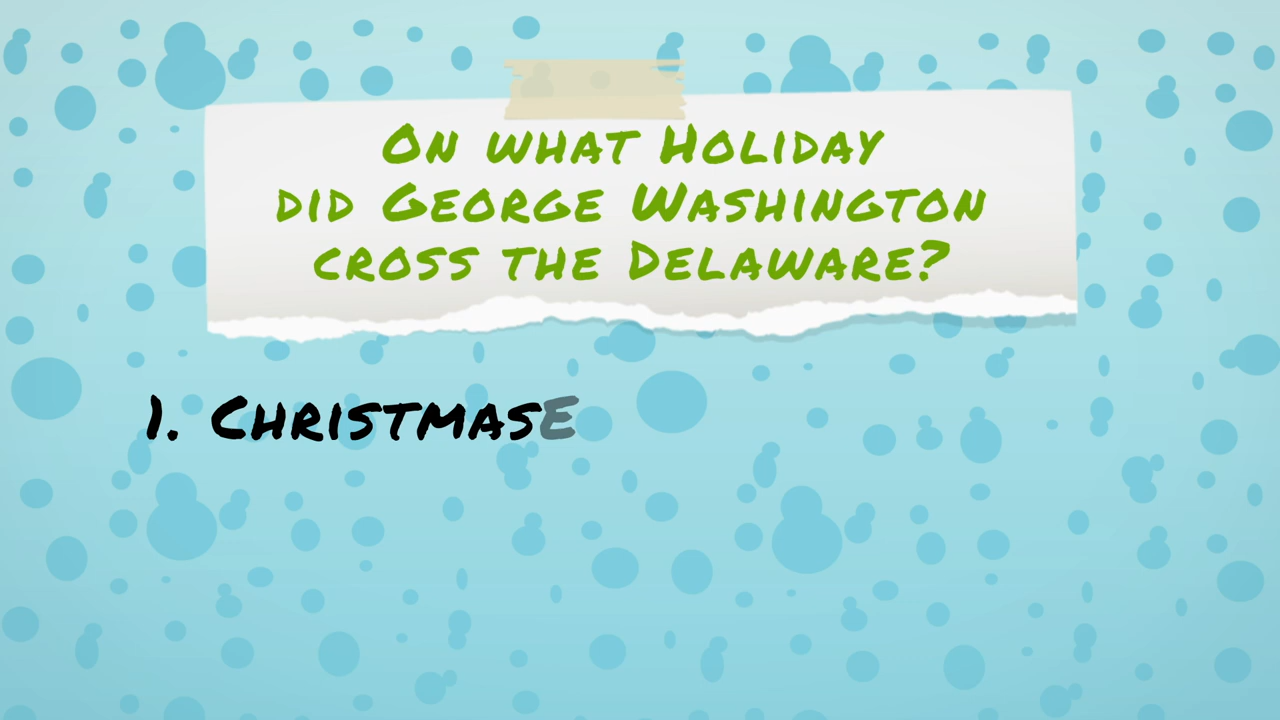 On what Holiday
did George Washington
cross the Delaware?
1. ChristmasE